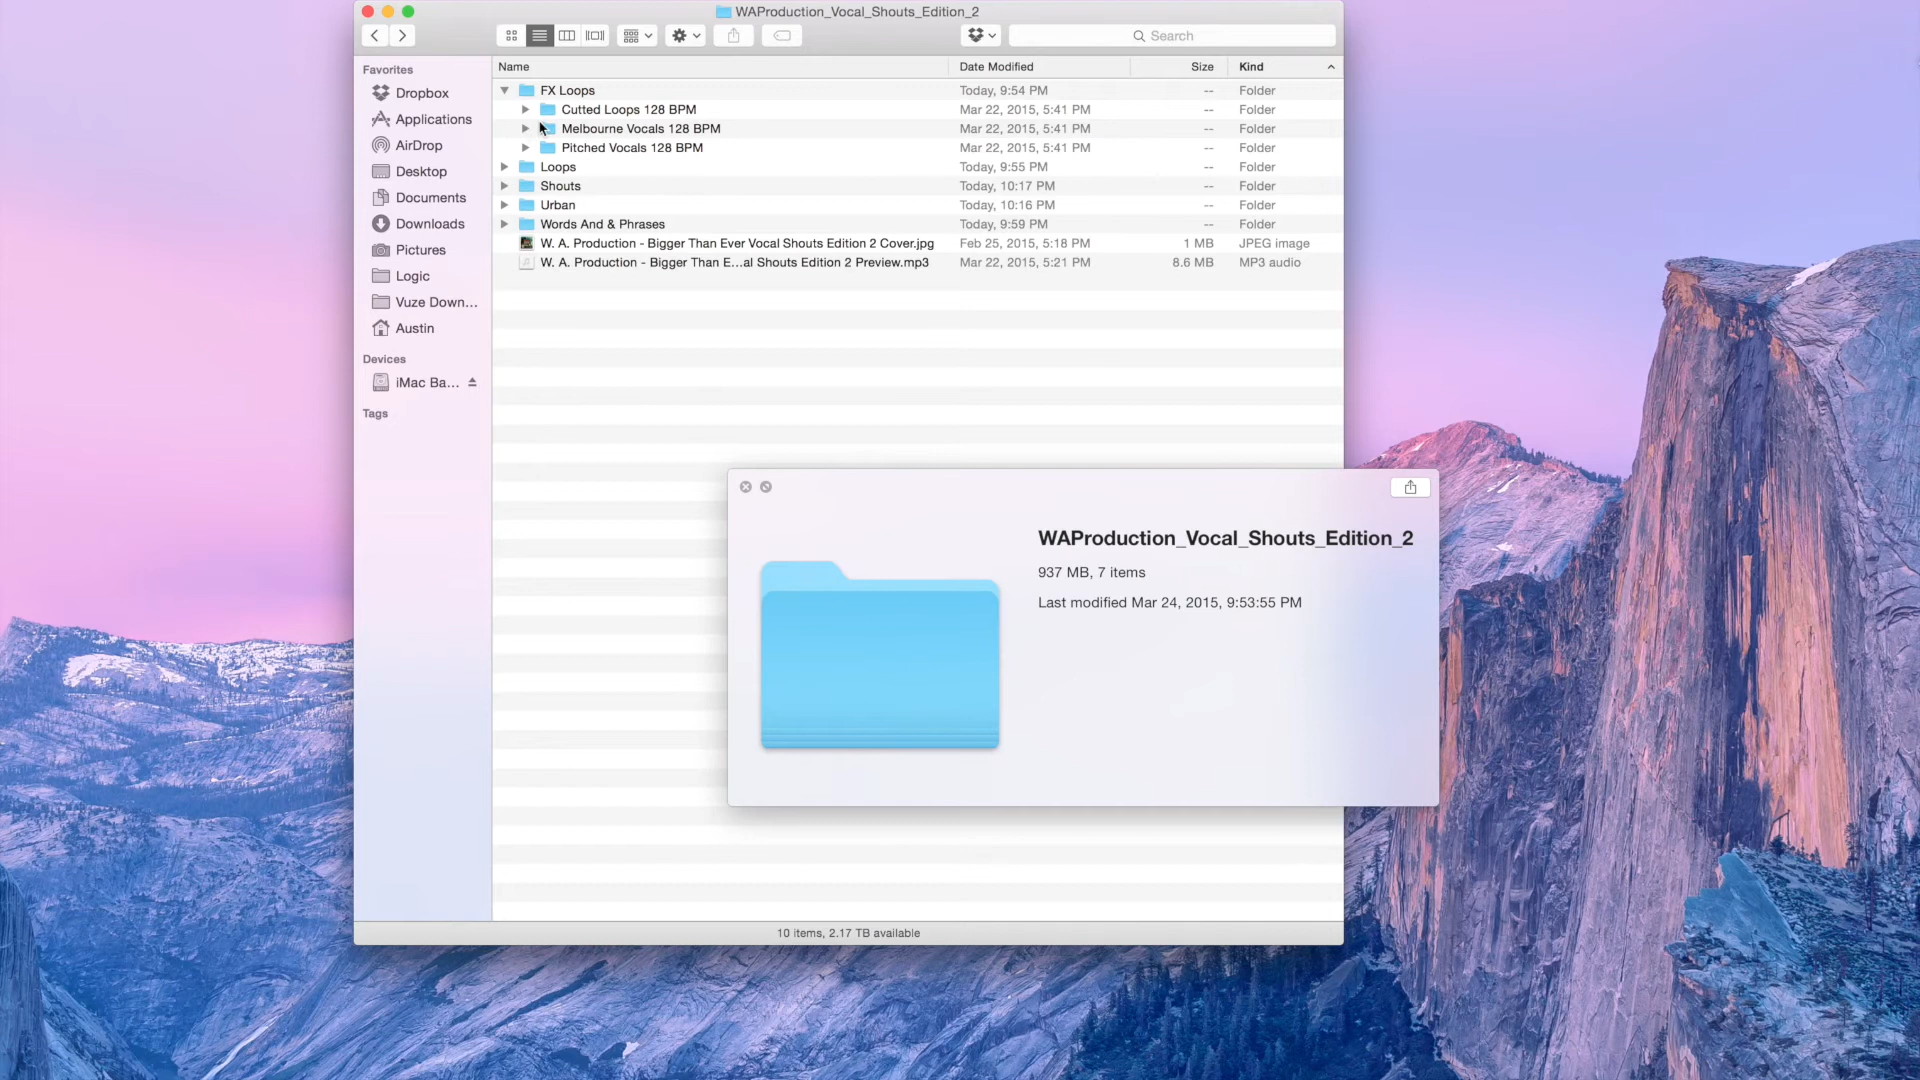 WAProduction_Vocal_Shouts_Edition_2
Search
Favorites
Dropbox
Applications
AirDrop
Desktop
Documents
Downloads
Pictures
Logic
Vuze Down...
Austin
Devices
iMac Ba...
Tags
Name Date Modified Size Kind
FX Loops Today, 9:54 PM -- Folder
Cutted Loops 128 BPM Mar 22, 2015, 5:41 PM -- Folder
Melbourne Vocals 128 BPM Mar 22, 2015, 5:41 PM -- Folder
Pitched Vocals 128 BPM Mar 22, 2015, 5:41 PM -- Folder
Loops Today, 9:55 PM -- Folder
Shouts Today, 10:17 PM -- Folder
Urban Today, 10:16 PM -- Folder
Words And & Phrases Today, 9:59 PM -- Folder
W. A. Production - Bigger Than Ever Vocal Shouts Edition 2 Cover.jpg Feb 25, 2015, 5:18 PM 1 MB JPEG image
W. A. Production - Bigger Than E...al Shouts Edition 2 Preview.mp3 Mar 22, 2015, 5:21 PM 8.6 MB MP3 audio
WAProduction_Vocal_Shouts_Edition_2
937 MB, 7 items
Last modified Mar 24, 2015, 9:53:55 PM
10 items, 2.17 TB available